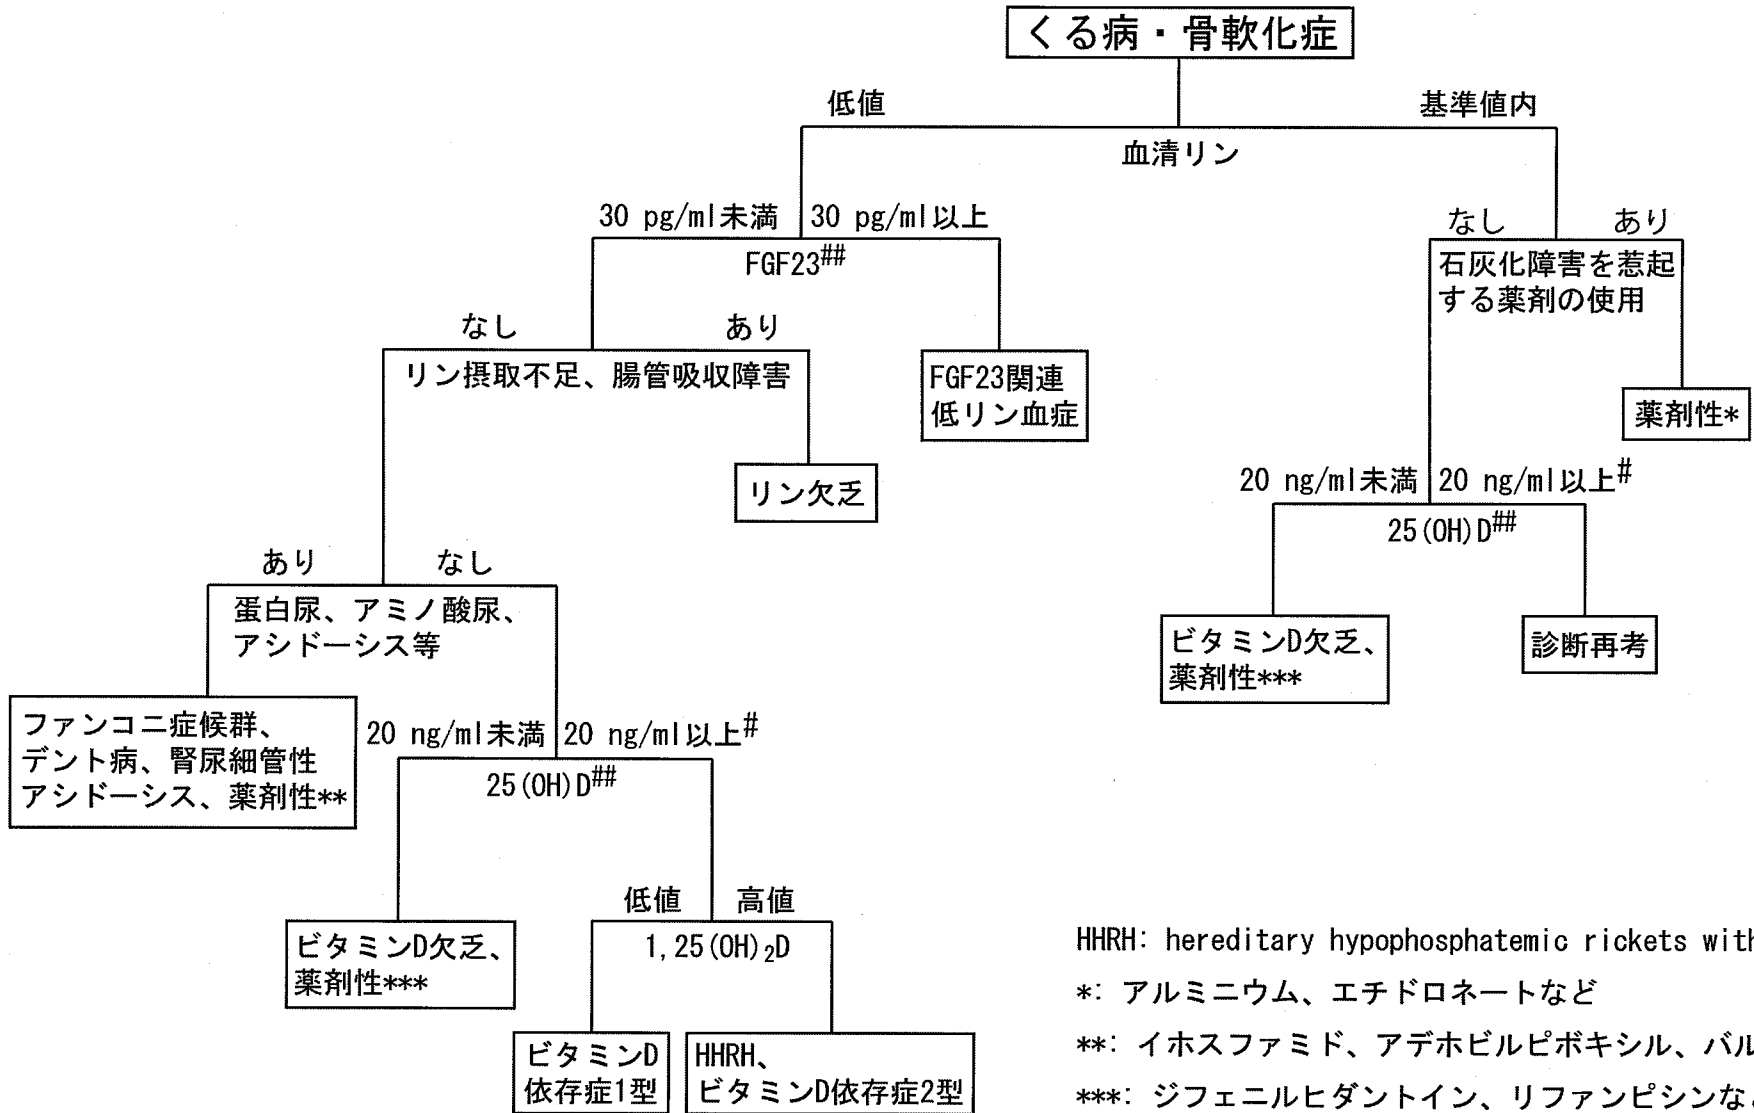 くる病・骨軟化症
低値
基準値内
血清リン
30 pg/ml未満
30 pg/ml以上
FGF23##
なし
あり
石灰化障害を惹起
する薬剤の使用
なし
あり
リン摂取不足、腸管吸収障害
FGF23関連
低リン血症
薬剤性*
リン欠乏
20 ng/ml未満
20 ng/ml以上#
25(OH)D##
あり
なし
蛋白尿、アミノ酸尿、
アシドーシス等
ビタミンD欠乏、
薬剤性***
診断再考
ファンコニ症候群、
デント病、腎尿細管性
アシドーシス、薬剤性**
20 ng/ml未満
20 ng/ml以上#
25(OH)D##
低値
高値
1,25(OH)2D
ビタミンD欠乏、
薬剤性***
ビタミンD
依存症1型
HHRH、
ビタミンD依存症2型
HHRH: hereditary hypophosphatemic rickets with
*: アルミニウム、エチドロネートなど
**: イホスファミド、アデホビルピボキシル、バル
***: ジフェニルヒダントイン、リファンピシンな